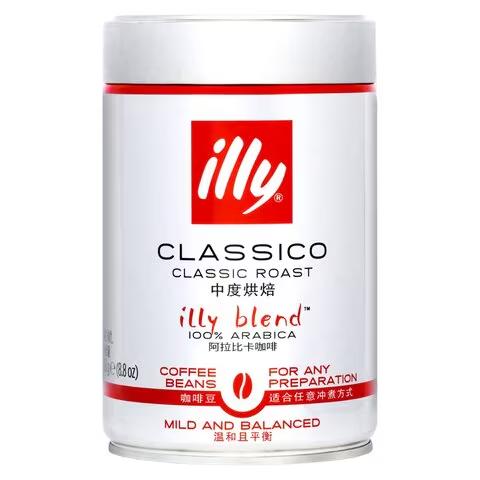 illy®
CLASSICO
CLASSIC ROAST
中度烘焙
illy blend™
100% ARABICA
阿拉比卡咖啡
(8.8 oz)
COFFEE BEANS
咖啡豆
FOR ANY PREPARATION
适合任意冲煮方式
MILD AND BALANCED
温和且平衡